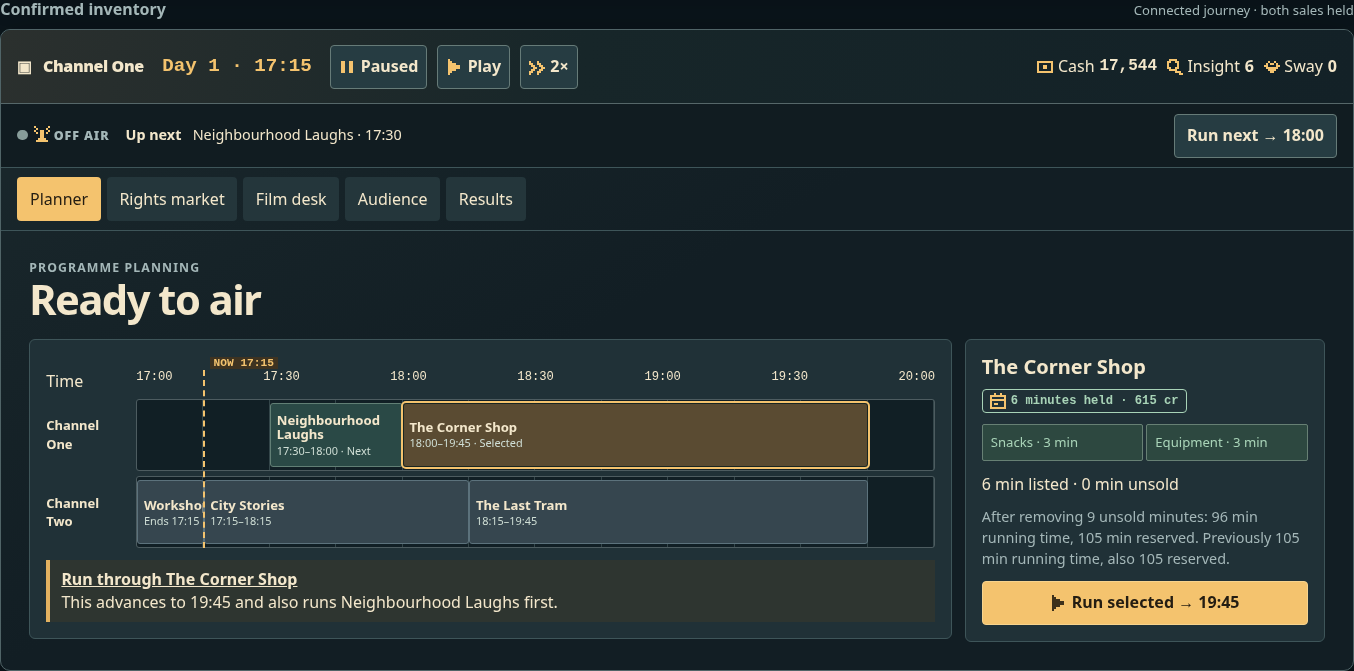 Confirmed inventory
Connected journey · both sales held
Channel One
Day 1 · 17:15
Paused
Play
2×
Cash 17,544
Insight 6
Sway 0
OFF AIR
Up next Neighbourhood Laughs · 17:30
Run next → 18:00
Planner
Rights market
Film desk
Audience
Results
PROGRAMME PLANNING
Ready to air
NOW 17:15
Time
17:00
17:30
18:00
18:30
19:00
19:30
20:00
Channel
One
Neighbourhood
Laughs
17:30–18:00 · Next
The Corner Shop
18:00–19:45 · Selected
Channel
Two
Worksho
Ends 17:15
City Stories
17:15–18:15
The Last Tram
18:15–19:45
Run through The Corner Shop
This advances to 19:45 and also runs Neighbourhood Laughs first.
The Corner Shop
6 minutes held · 615 cr
Snacks · 3 min
Equipment · 3 min
6 min listed · 0 min unsold
After removing 9 unsold minutes: 96 min
running time, 105 min reserved. Previously 105
min running time, also 105 reserved.
Run selected → 19:45